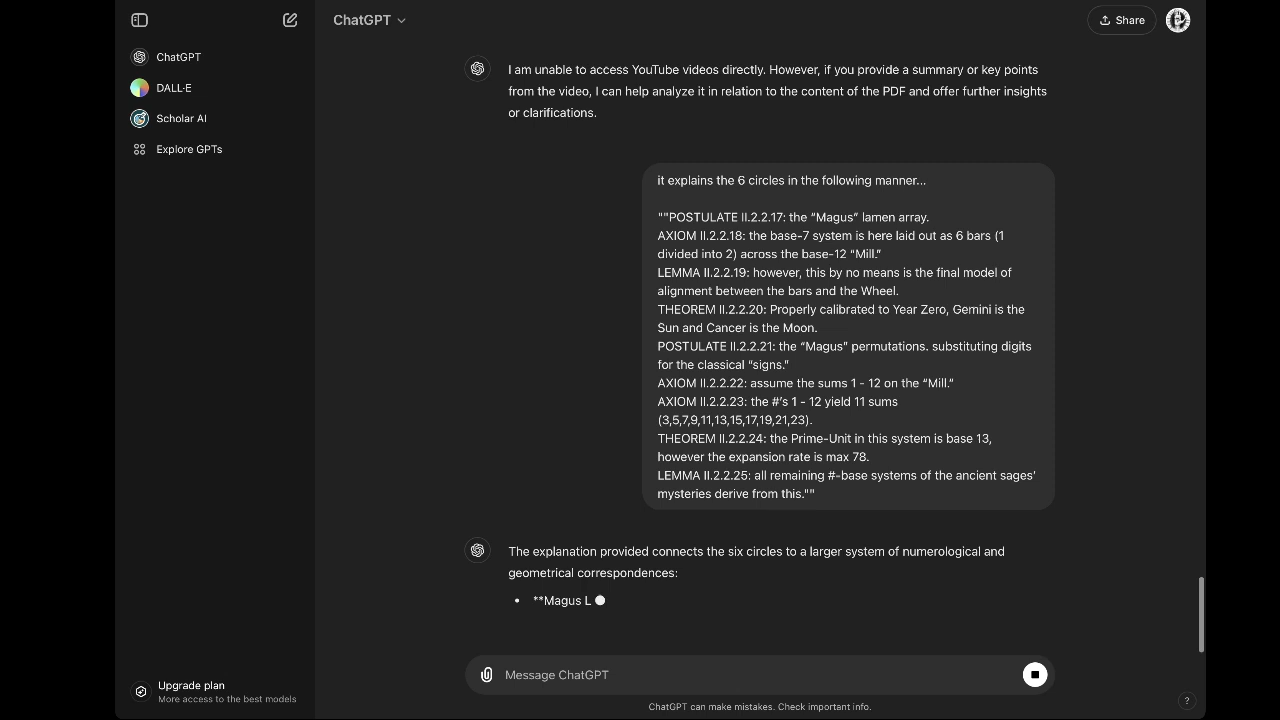 ChatGPT
Share
ChatGPT
DALL·E
Scholar AI
Explore GPTs
I am unable to access YouTube videos directly. However, if you provide a summary or key points
from the video, I can help analyze it in relation to the content of the PDF and offer further insights
or clarifications.
it explains the 6 circles in the following manner...
""POSTULATE II.2.2.17: the “Magus” lamen array.
AXIOM II.2.2.18: the base-7 system is here laid out as 6 bars (1
divided into 2) across the base-12 “Mill.”
LEMMA II.2.2.19: however, this by no means is the final model of
alignment between the bars and the Wheel.
THEOREM II.2.2.20: Properly calibrated to Year Zero, Gemini is the
Sun and Cancer is the Moon.
POSTULATE II.2.2.21: the “Magus” permutations. substituting digits
for the classical “signs.”
AXIOM II.2.2.22: assume the sums 1 - 12 on the “Mill.”
AXIOM II.2.2.23: the #’s 1 - 12 yield 11 sums
(3,5,7,9,11,13,15,17,19,21,23).
THEOREM II.2.2.24: the Prime-Unit in this system is base 13,
however the expansion rate is max 78.
LEMMA II.2.2.25: all remaining #-base systems of the ancient sages’
mysteries derive from this.""
The explanation provided connects the six circles to a larger system of numerological and
geometrical correspondences:
• **Magus L
Message ChatGPT
Upgrade plan
More access to the best models
ChatGPT can make mistakes. Check important info.
?